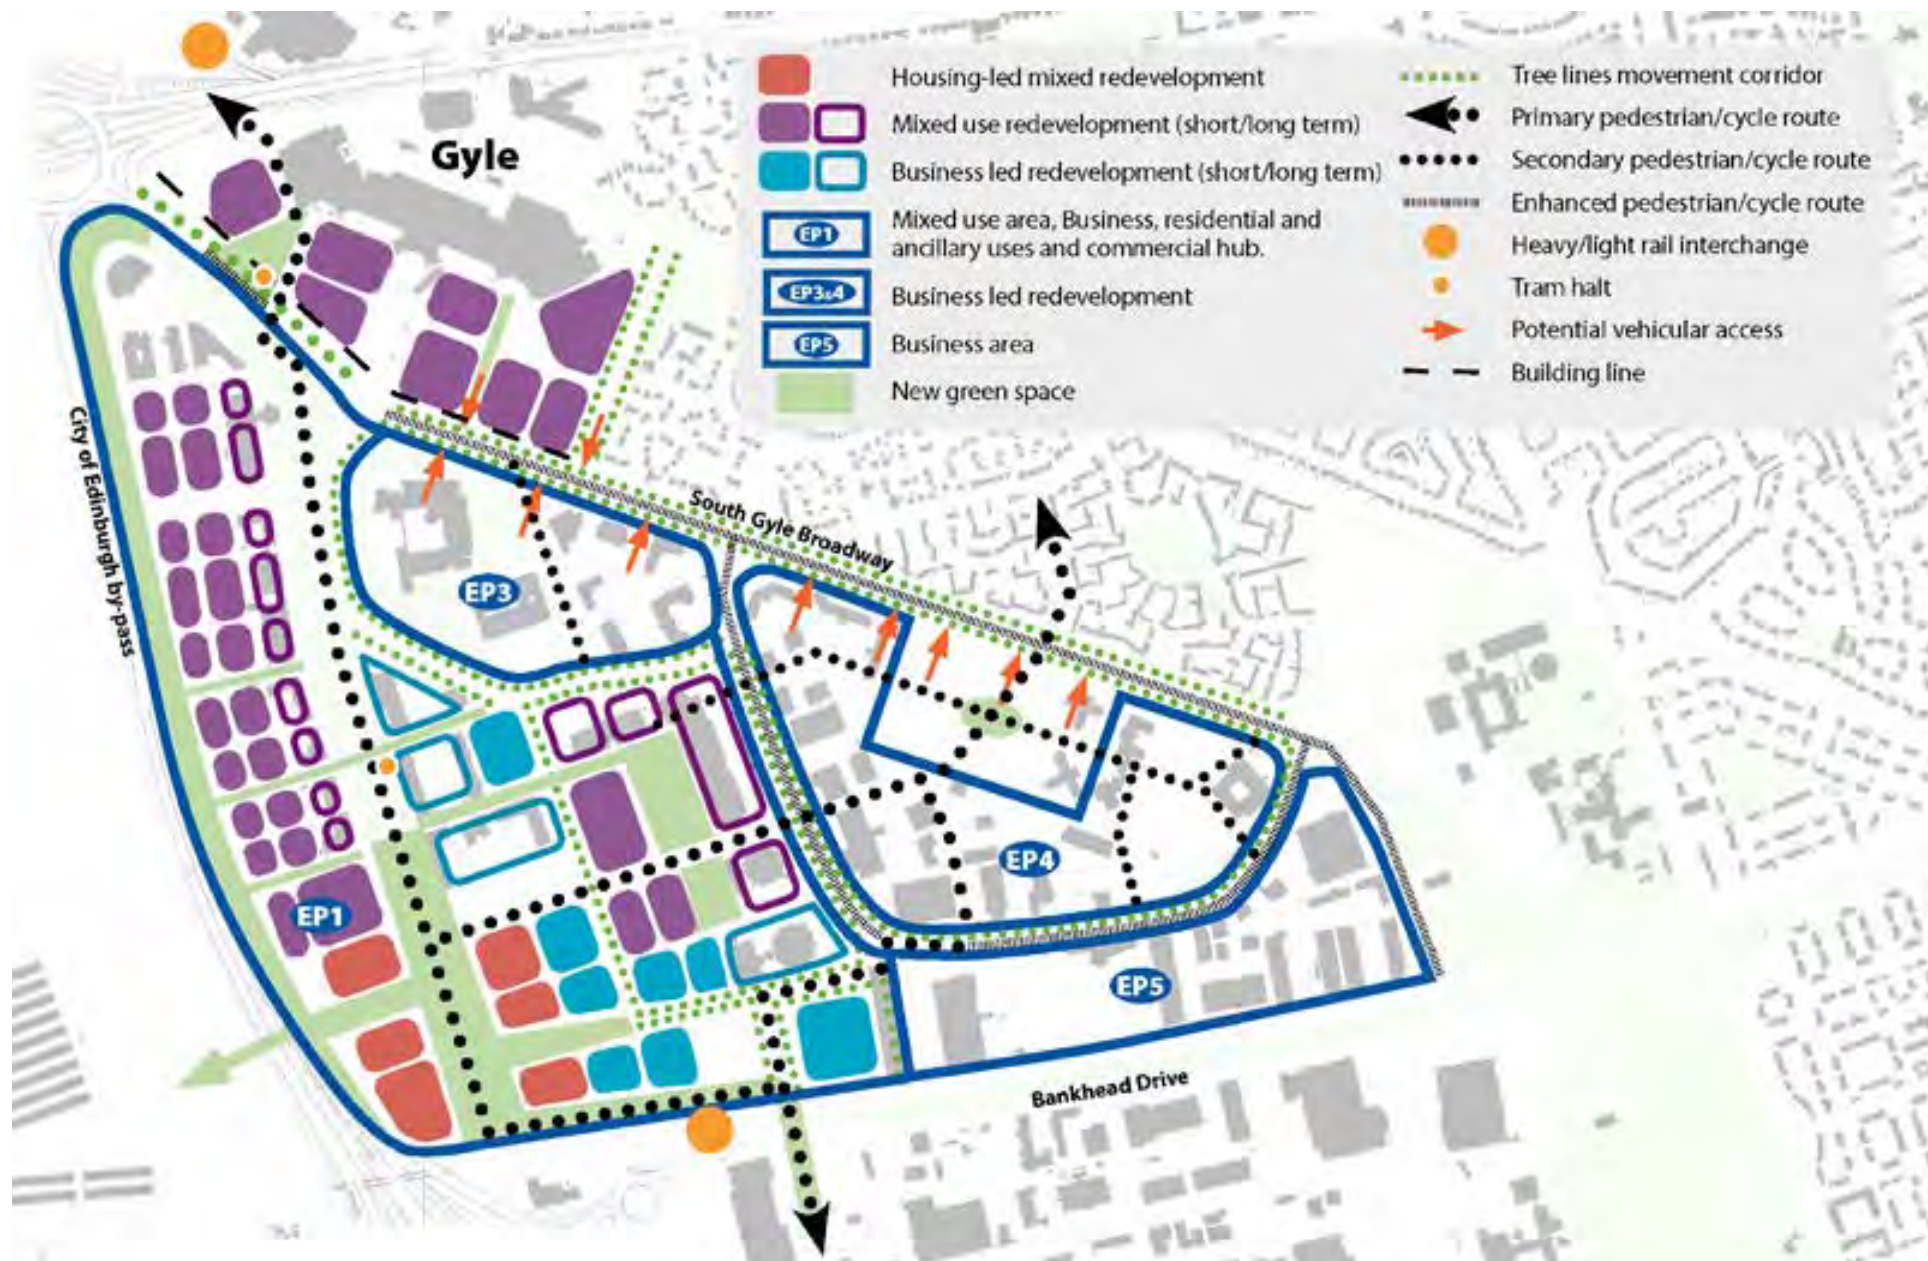 Gyle
Housing-led mixed redevelopment
Mixed use redevelopment (short/long term)
Business led redevelopment (short/long term)
EP1
Mixed use area, Business, residential and
ancillary uses and commercial hub.
EP3&4
Business led redevelopment
EP5
Business area
New green space
Tree lines movement corridor
Primary pedestrian/cycle route
Secondary pedestrian/cycle route
Enhanced pedestrian/cycle route
Heavy/light rail interchange
Tram halt
Potential vehicular access
Building line
City of Edinburgh by-pass
South Gyle Broadway
EP3
EP4
EP1
EP5
Bankhead Drive